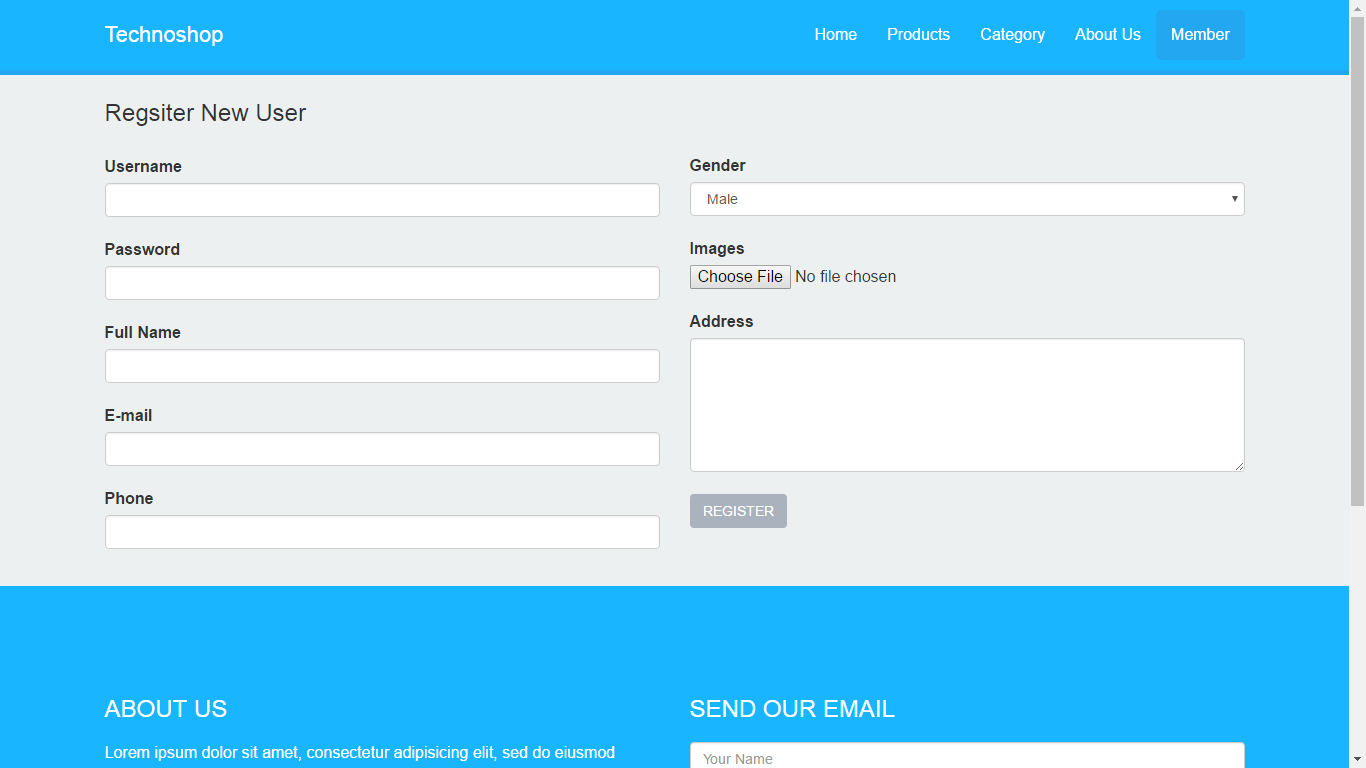 Technoshop
Home Products Category About Us Member
Regsiter New User
Username
Password
Full Name
E-mail
Phone
Gender
Male
Images
Choose File No file chosen
Address
REGISTER
ABOUT US
Lorem ipsum dolor sit amet, consectetur adipisicing elit, sed do eiusmod
SEND OUR EMAIL
Your Name